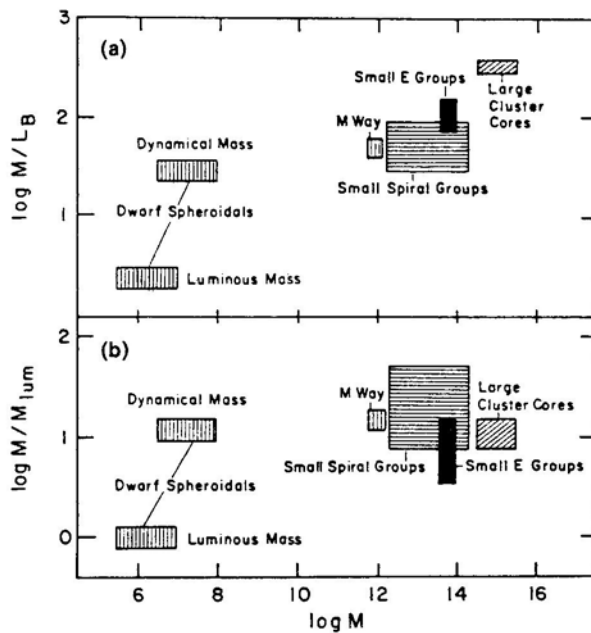 3
(a)
Small E Groups
Large
Cluster
Cores
M Way
2
log M/L_B
Dynamical Mass
Small Spiral Groups
1
Dwarf Spheroidals
Luminous Mass
2
(b)
Dynamical Mass
M Way
Large
Cluster Cores
log M/M_lum
1
Small Spiral Groups
Small E Groups
Dwarf Spheroidals
0
Luminous Mass
6 8 10 12 14 16
log M